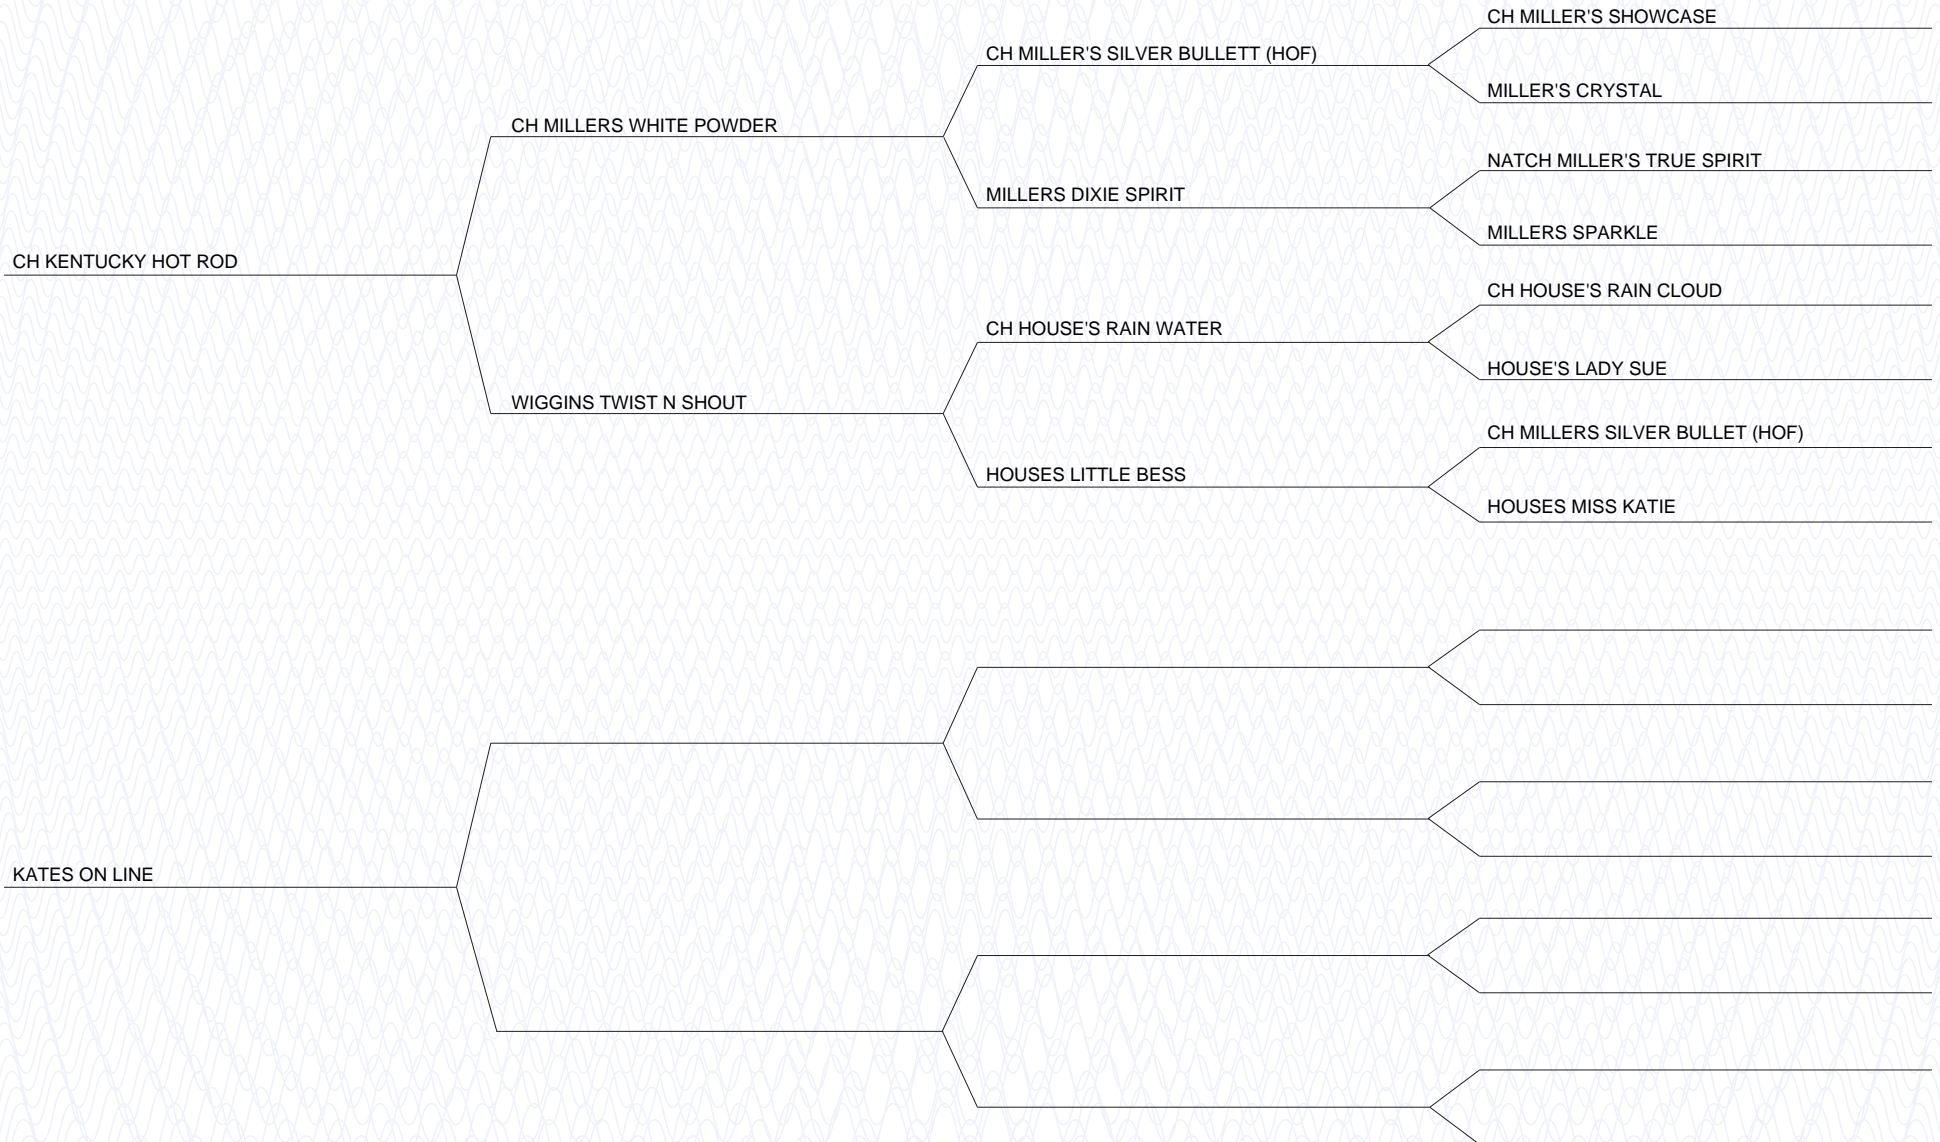 CH MILLER'S SHOWCASE
CH MILLER'S SILVER BULLETT (HOF)
MILLER'S CRYSTAL
CH MILLERS WHITE POWDER
NATCH MILLER'S TRUE SPIRIT
MILLERS DIXIE SPIRIT
MILLERS SPARKLE
CH KENTUCKY HOT ROD
CH HOUSE'S RAIN CLOUD
CH HOUSE'S RAIN WATER
HOUSE'S LADY SUE
WIGGINS TWIST N SHOUT
CH MILLERS SILVER BULLET (HOF)
HOUSES LITTLE BESS
HOUSES MISS KATIE
KATES ON LINE